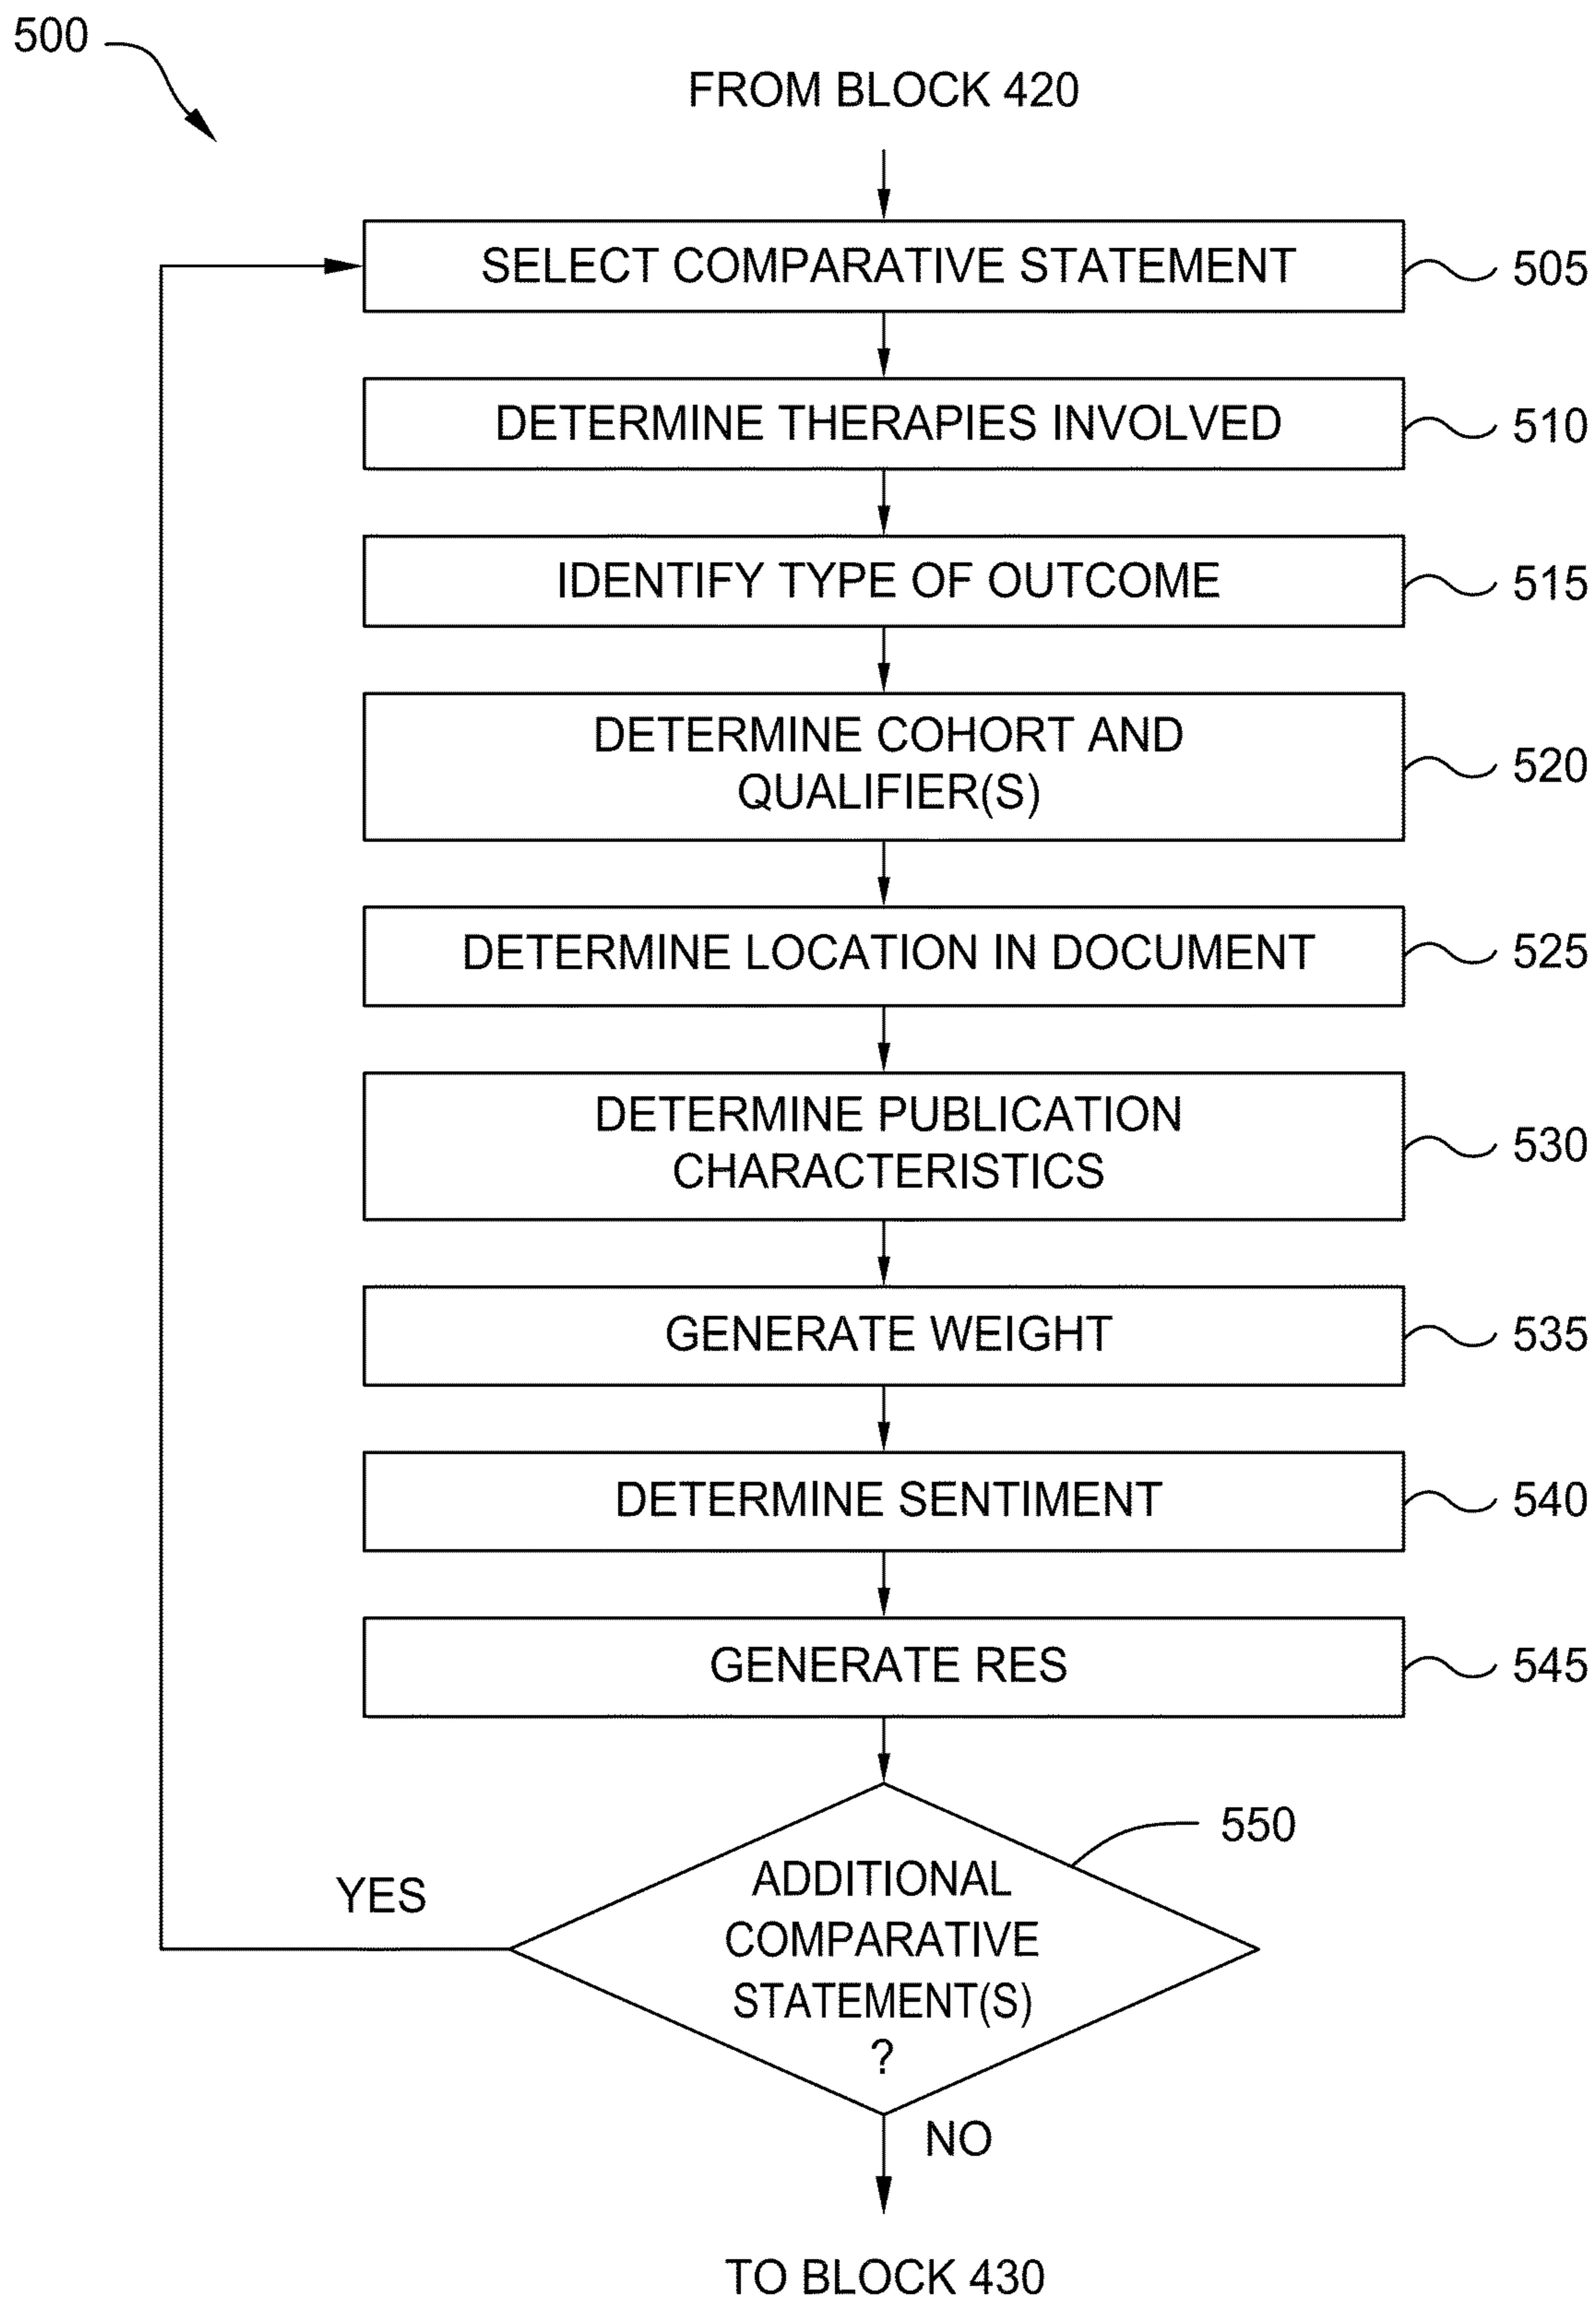 500
FROM BLOCK 420
SELECT COMPARATIVE STATEMENT
505
DETERMINE THERAPIES INVOLVED
510
IDENTIFY TYPE OF OUTCOME
515
DETERMINE COHORT AND
QUALIFIER(S)
520
DETERMINE LOCATION IN DOCUMENT
525
DETERMINE PUBLICATION
CHARACTERISTICS
530
GENERATE WEIGHT
535
DETERMINE SENTIMENT
540
GENERATE RES
545
550
ADDITIONAL
COMPARATIVE
STATEMENT(S)
?
YES
NO
TO BLOCK 430